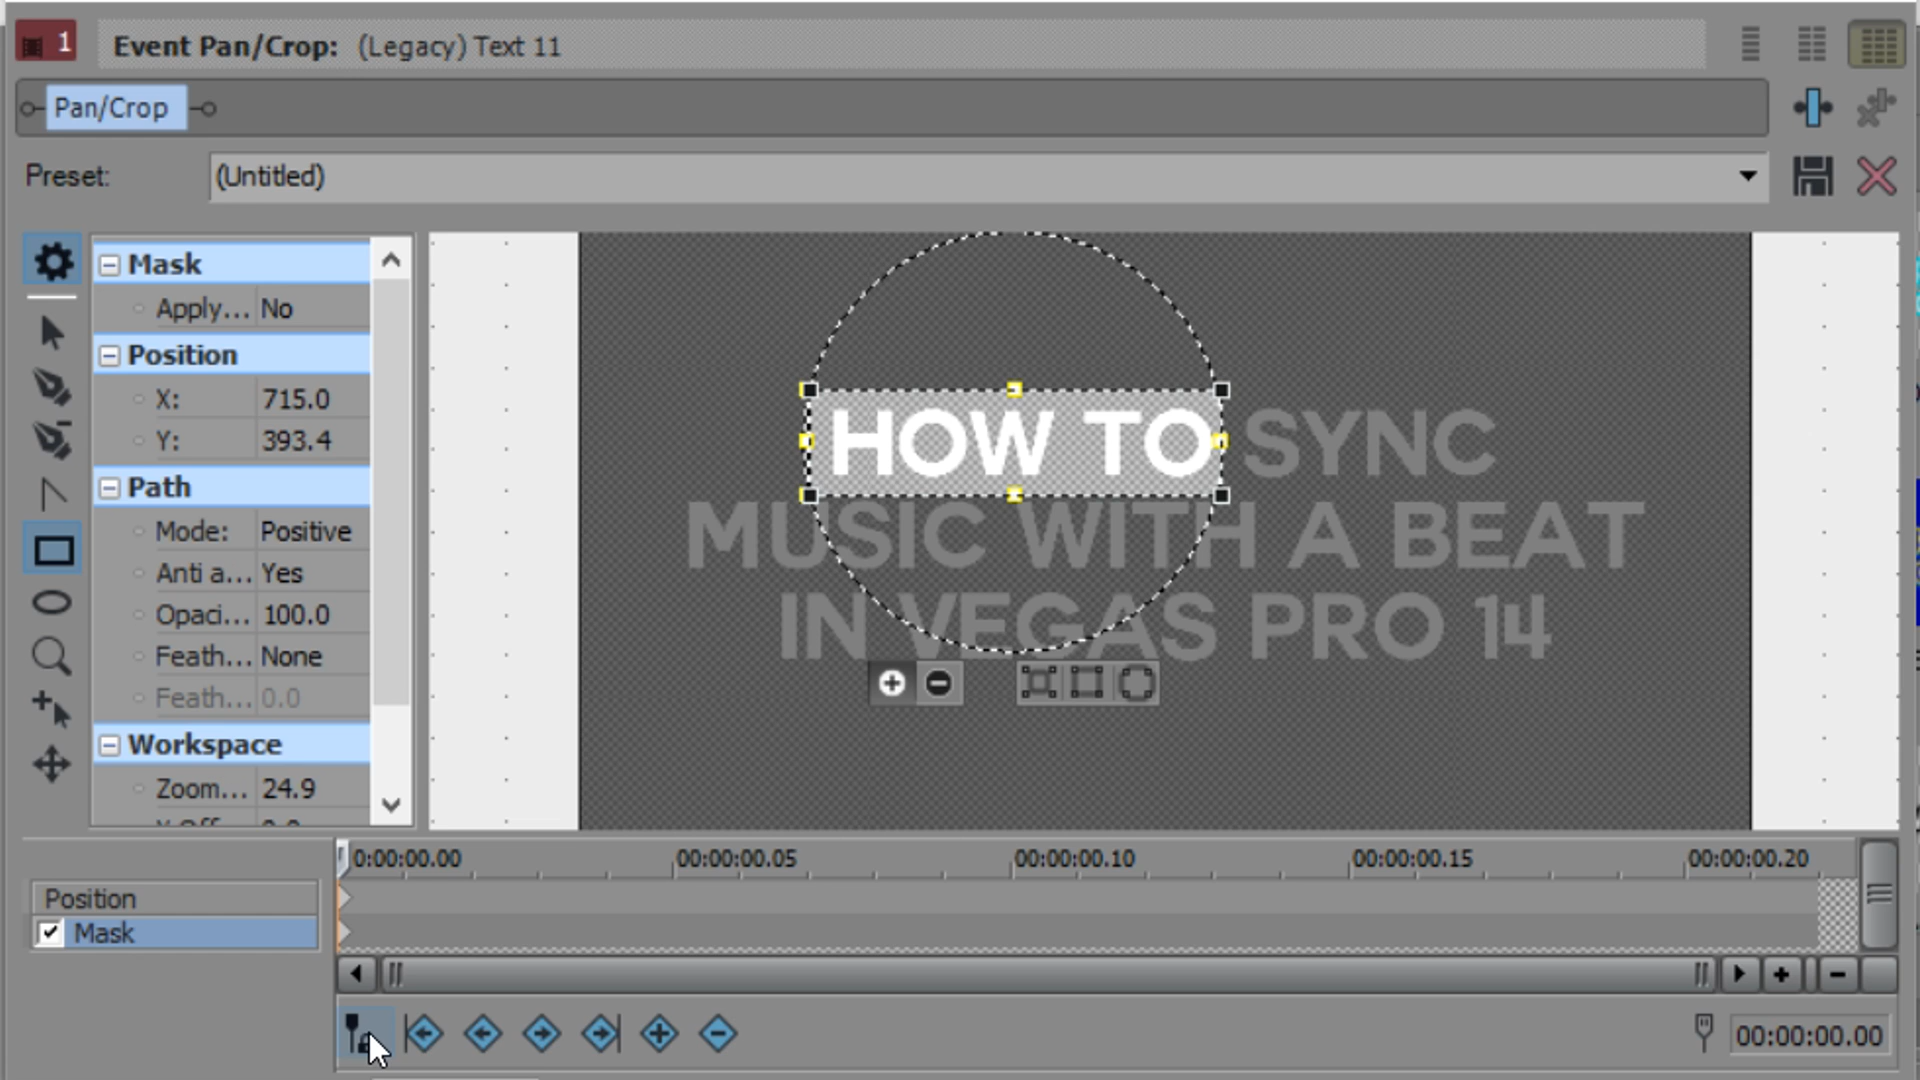 1 Event Pan/Crop: (Legacy) Text 11
Pan/Crop
Preset: (Untitled)
Mask
Apply... No
Position
X: 715.0
Y: 393.4
Path
Mode: Positive
Anti a... Yes
Opaci... 100.0
Feath... None
Feath... 0.0
Workspace
Zoom... 24.9
HOW TO SYNC
MUSIC WITH A BEAT
IN VEGAS PRO 14
0:00:00.00 00:00:00.05 00:00:00.10 00:00:00.15 00:00:00.20
Position
Mask
00:00:00.00